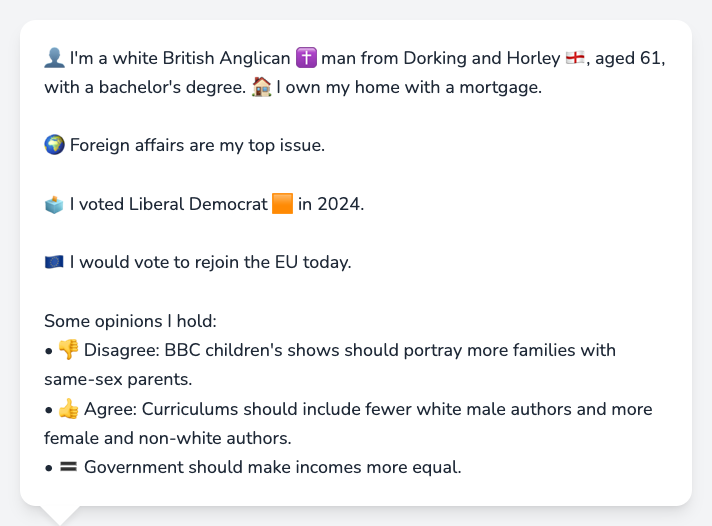 👤 I'm a white British Anglican ✝️ man from Dorking and Horley 🏴󠁧󠁢󠁥󠁮󠁧󠁿, aged 61,
with a bachelor's degree. 🏠 I own my home with a mortgage.
🌍 Foreign affairs are my top issue.
🗳️ I voted Liberal Democrat 🟧 in 2024.
🇪🇺 I would vote to rejoin the EU today.
Some opinions I hold:
• 👎 Disagree: BBC children's shows should portray more families with
same-sex parents.
• 👍 Agree: Curriculums should include fewer white male authors and more
female and non-white authors.
• 🟰 Government should make incomes more equal.